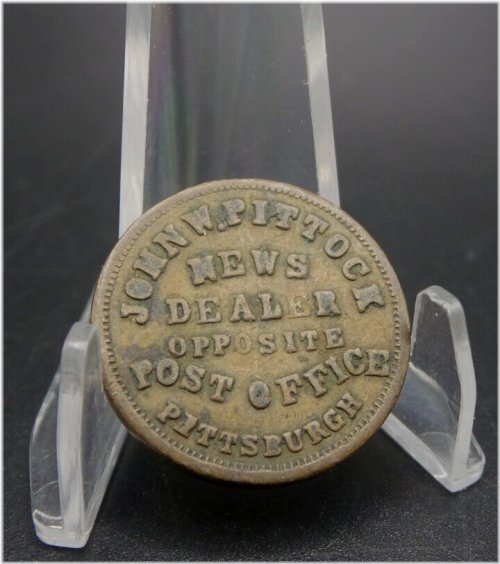 JOHN W. PITTOCK
NEWS
DEALER
OPPOSITE
POST OFFICE
PITTSBURGH